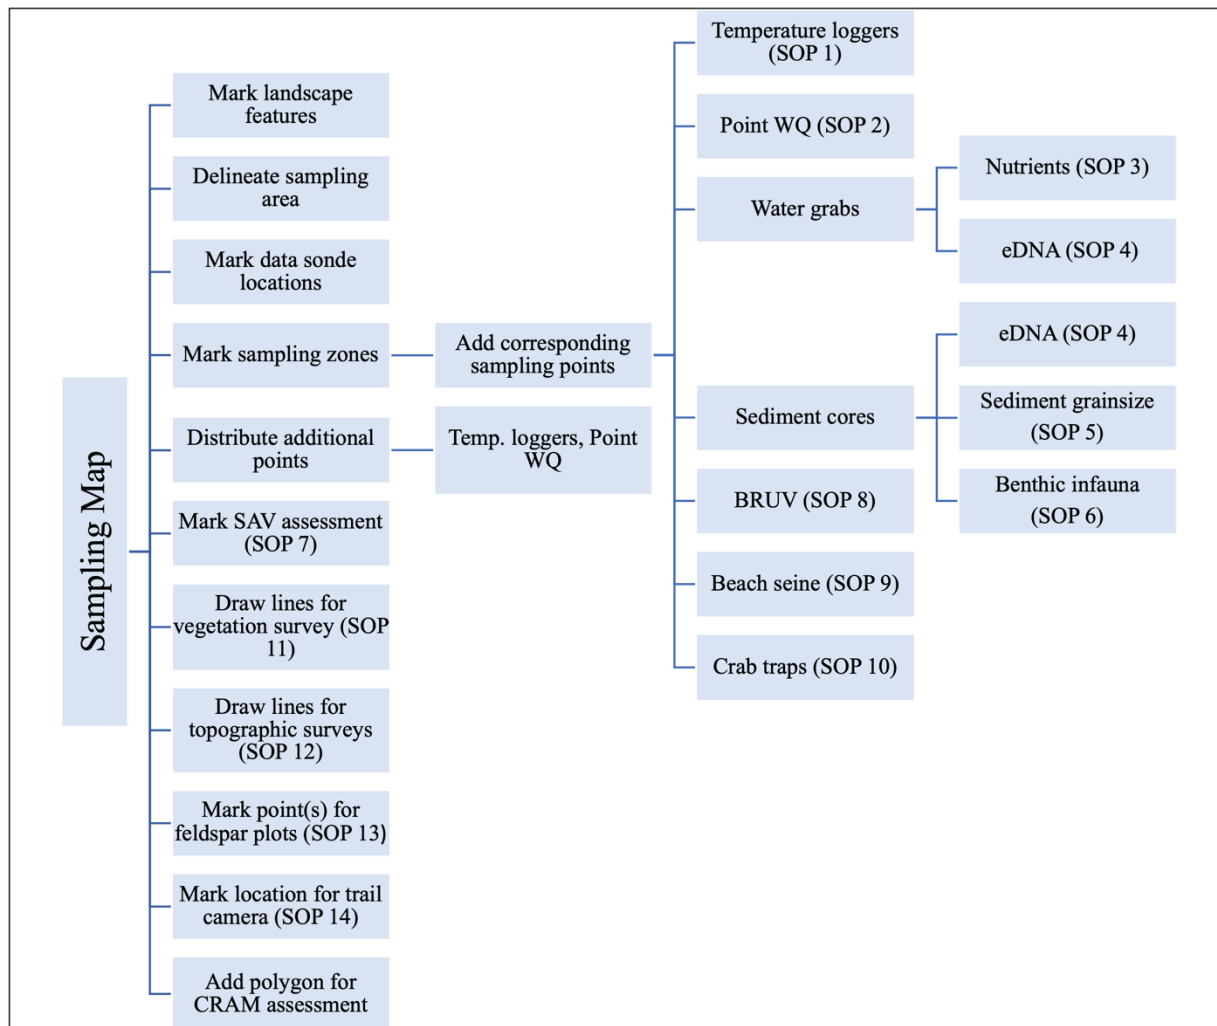 Sampling Map
Mark landscape
features
Delineate sampling
area
Mark data sonde
locations
Mark sampling zones
Distribute additional
points
Mark SAV assessment
(SOP 7)
Draw lines for
vegetation survey (SOP
11)
Draw lines for
topographic surveys
(SOP 12)
Mark point(s) for
feldspar plots (SOP 13)
Mark location for trail
camera (SOP 14)
Add polygon for
CRAM assessment
Add corresponding
sampling points
Temp. loggers, Point
WQ
Temperature loggers
(SOP 1)
Point WQ (SOP 2)
Water grabs
Sediment cores
BRUV (SOP 8)
Beach seine (SOP 9)
Crab traps (SOP 10)
Nutrients (SOP 3)
eDNA (SOP 4)
eDNA (SOP 4)
Sediment grainsize
(SOP 5)
Benthic infauna
(SOP 6)